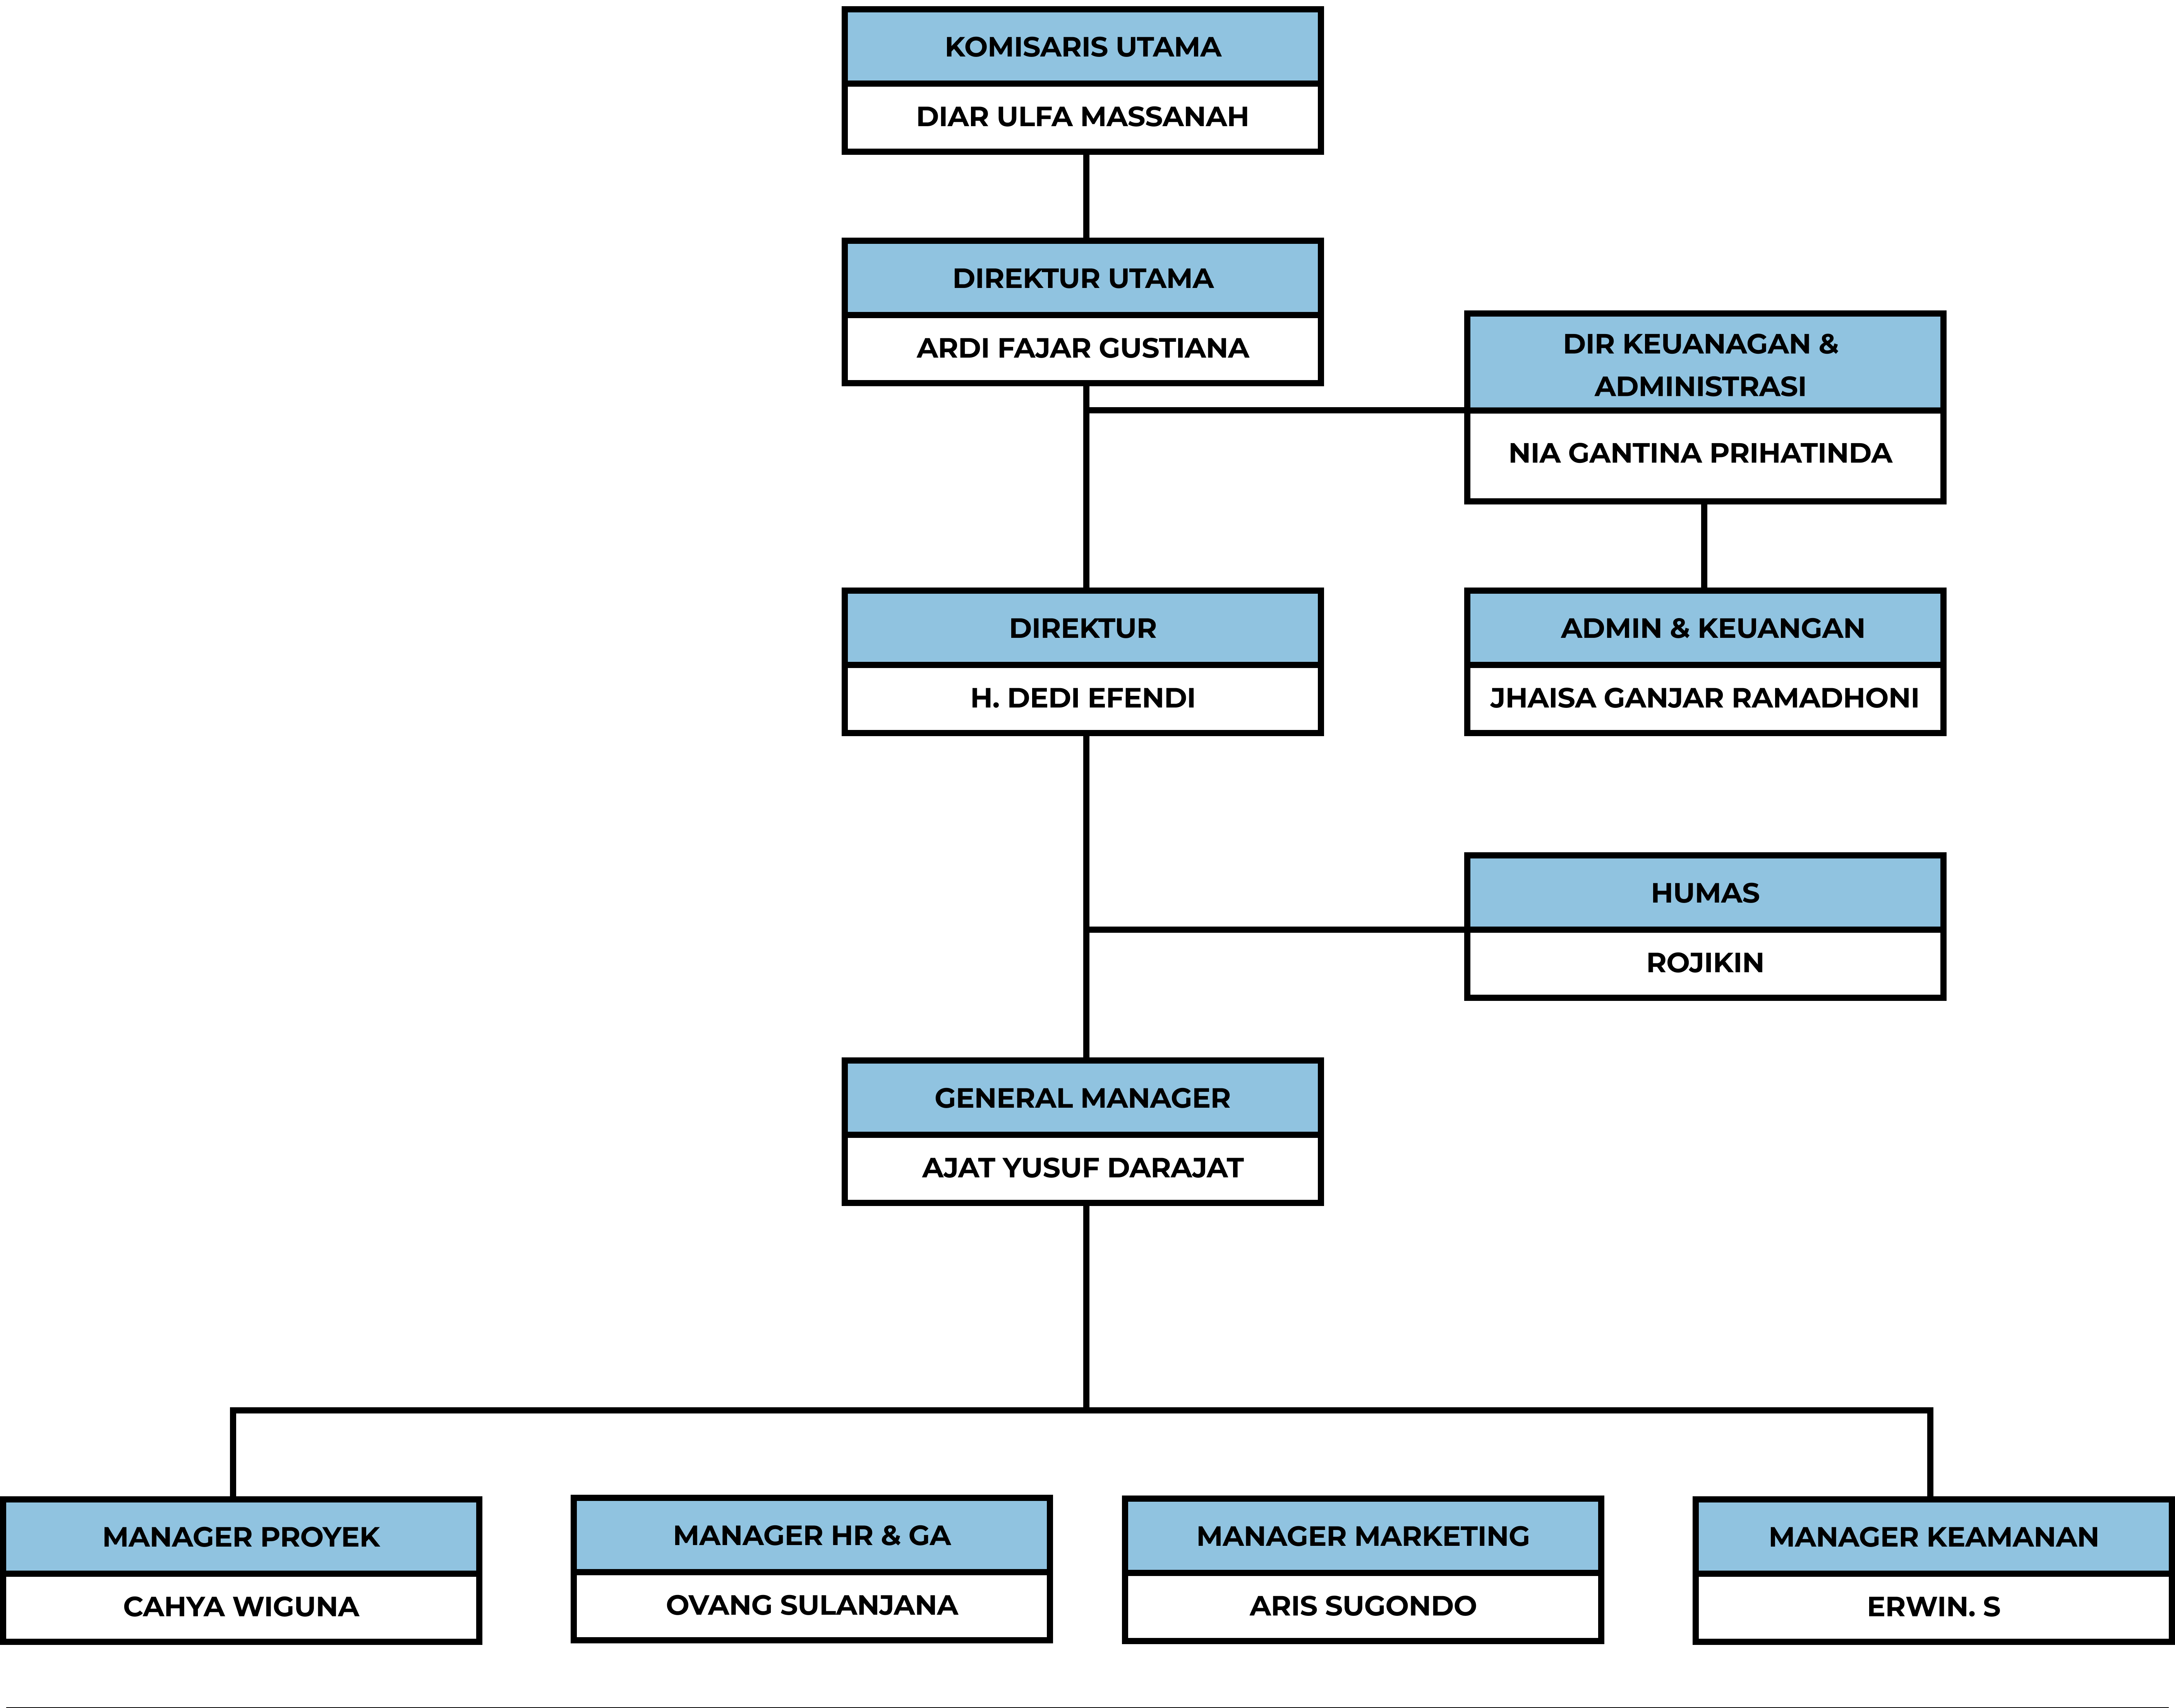 KOMISARIS UTAMA
DIAR ULFA MASSANAH
DIREKTUR UTAMA
ARDI FAJAR GUSTIANA
DIR KEUANAGAN &
ADMINISTRASI
NIA GANTINA PRIHATINDA
DIREKTUR
H. DEDI EFENDI
ADMIN & KEUANGAN
JHAISA GANJAR RAMADHONI
HUMAS
ROJIKIN
GENERAL MANAGER
AJAT YUSUF DARAJAT
MANAGER PROYEK
CAHYA WIGUNA
MANAGER HR & GA
OVANG SULANJANA
MANAGER MARKETING
ARIS SUGONDO
MANAGER KEAMANAN
ERWIN. S